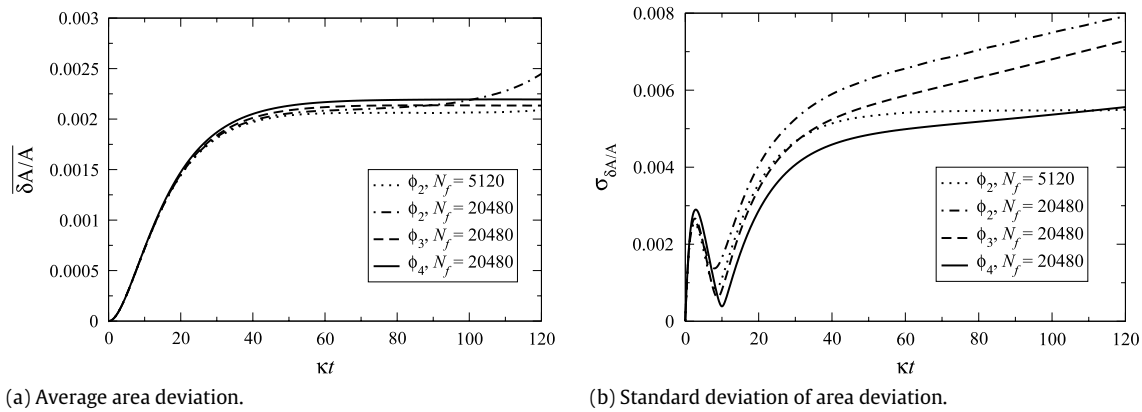 0.003
0.0025
0.002
0.0015
0.001
0.0005
0
0 20 40 60 80 100 120
δA/A
κt
ϕ2, Nf = 5120
ϕ2, Nf = 20480
ϕ3, Nf = 20480
ϕ4, Nf = 20480
(a) Average area deviation.
0.008
0.006
0.004
0.002
0
0 20 40 60 80 100 120
σδA/A
κt
ϕ2, Nf = 5120
ϕ2, Nf = 20480
ϕ3, Nf = 20480
ϕ4, Nf = 20480
(b) Standard deviation of area deviation.